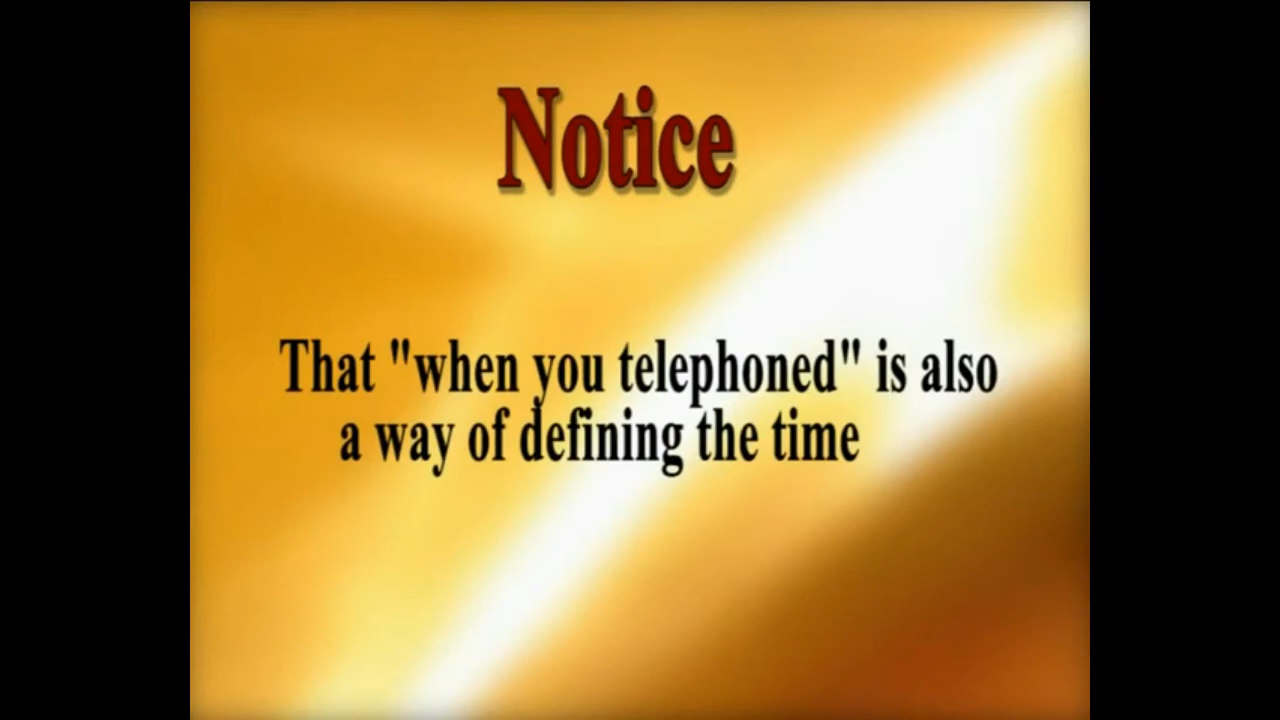 Notice
That "when you telephoned" is also
a way of defining the time